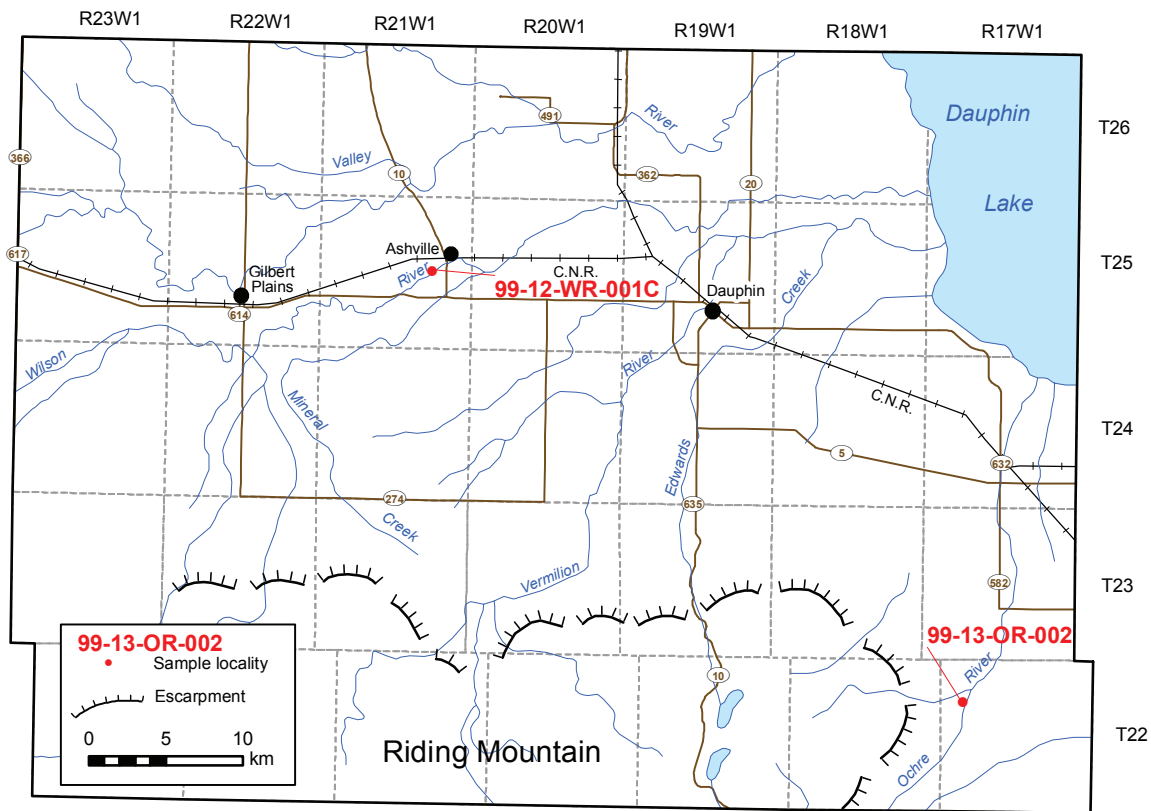 R23W1
R22W1
R21W1
R20W1
R19W1
R18W1
R17W1
T26
T25
T24
T23
T22
Dauphin
Lake
491
River
366
Valley
10
362
20
617
Ashville
River
C.N.R.
99-12-WR-001C
Gilbert
Plains
614
Dauphin
Creek
Wilson
Mineral
River
C.N.R.
Edwards
5
632
274
Creek
635
Vermilion
582
99-13-OR-002
River
10
Ochre
Riding Mountain
99-13-OR-002
Sample locality
Escarpment
0 5 10
km